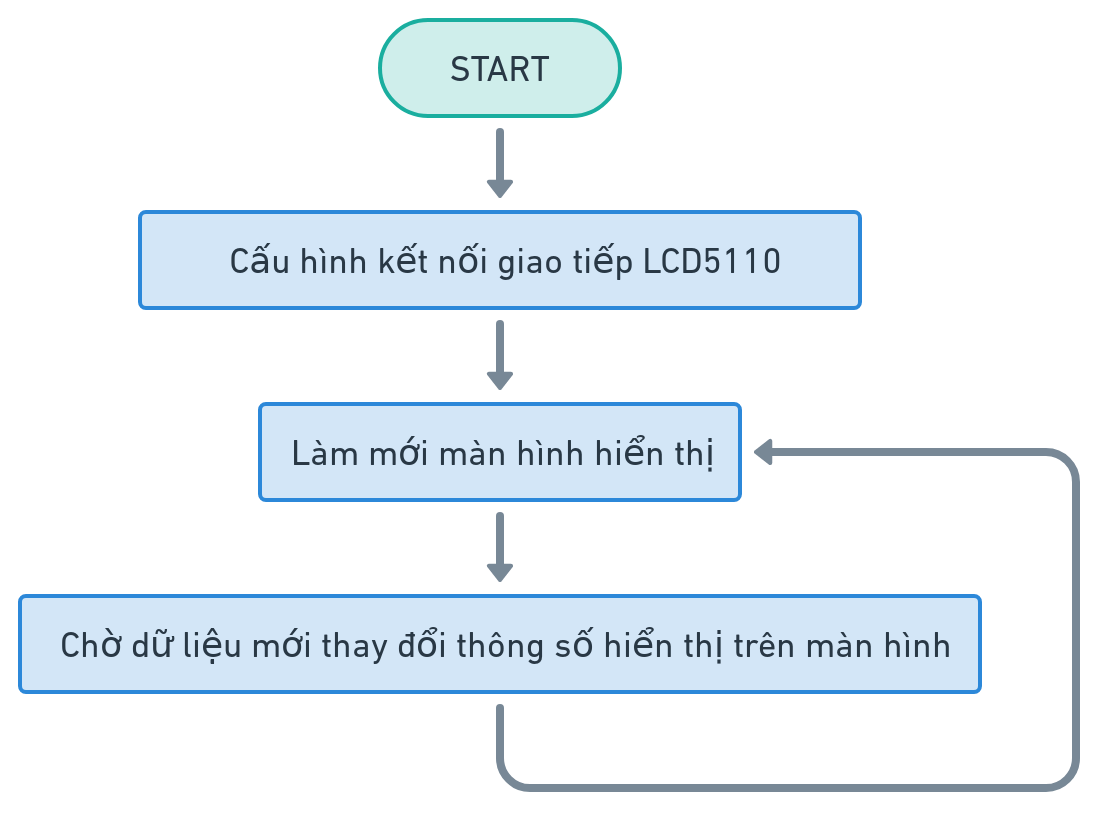 START
Cấu hình kết nối giao tiếp LCD5110
Làm mới màn hình hiển thị
Chờ dữ liệu mới thay đổi thông số hiển thị trên màn hình